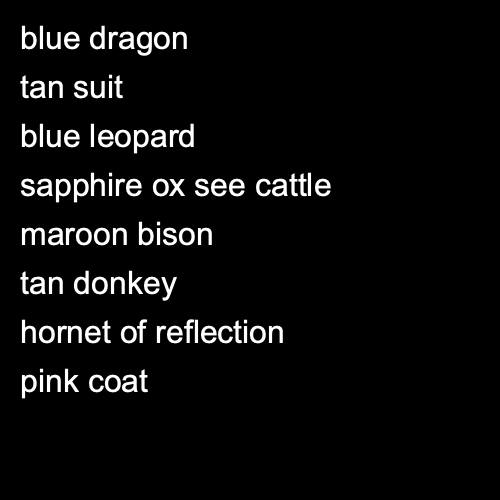 blue dragon
tan suit
blue leopard
sapphire ox see cattle
maroon bison
tan donkey
hornet of reflection
pink coat